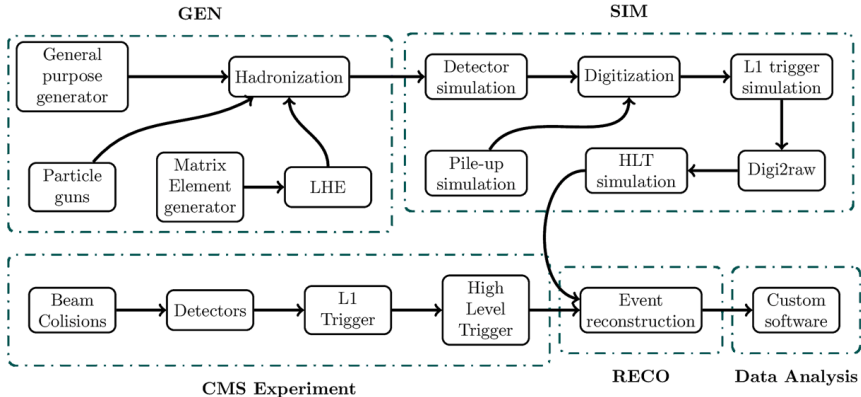 GEN
SIM
General
purpose
generator
Hadronization
Detector
simulation
Digitization
L1 trigger
simulation
Particle
guns
Matrix
Element
generator
LHE
Pile-up
simulation
HLT
simulation
Digi2raw
Beam
Colisions
Detectors
L1
Trigger
High
Level
Trigger
Event
reconstruction
Custom
software
CMS Experiment
RECO
Data Analysis